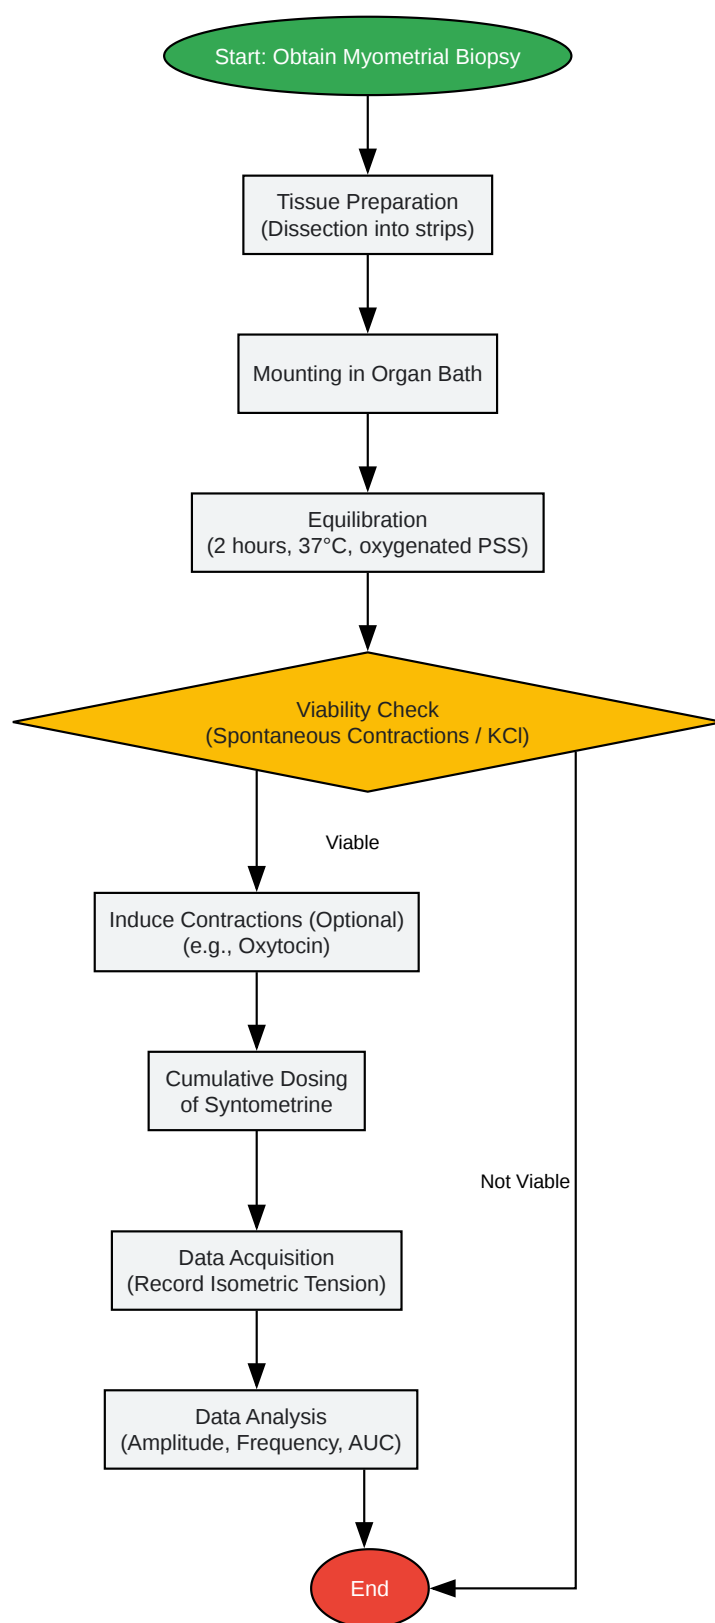 Start: Obtain Myometrial Biopsy
Tissue Preparation
(Dissection into strips)
Mounting in Organ Bath
Equilibration
(2 hours, 37°C, oxygenated PSS)
Viability Check
(Spontaneous Contractions / KCl)
Viable
Induce Contractions (Optional)
(e.g., Oxytocin)
Cumulative Dosing
of Syntometrine
Not Viable
Data Acquisition
(Record Isometric Tension)
Data Analysis
(Amplitude, Frequency, AUC)
End